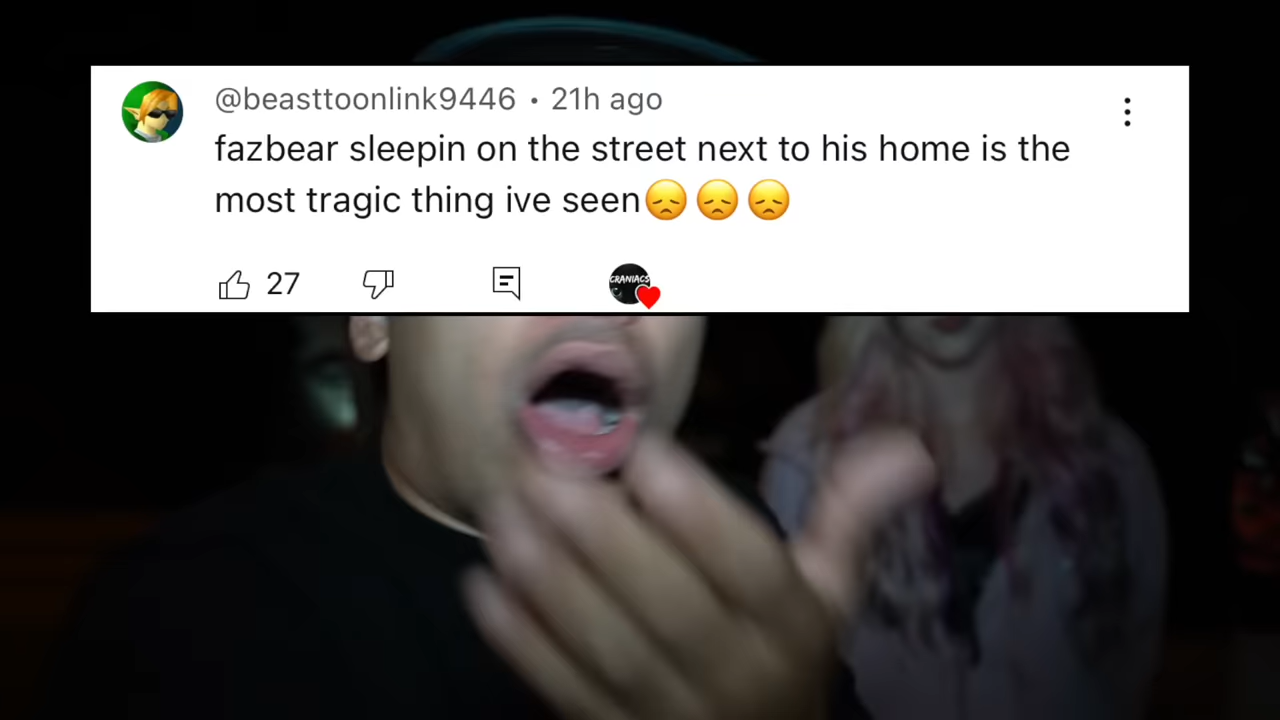 @beasttoonlink9446 • 21h ago
fazbear sleepin on the street next to his home is the
most tragic thing ive seen😞😞😞
27
CRANIACS